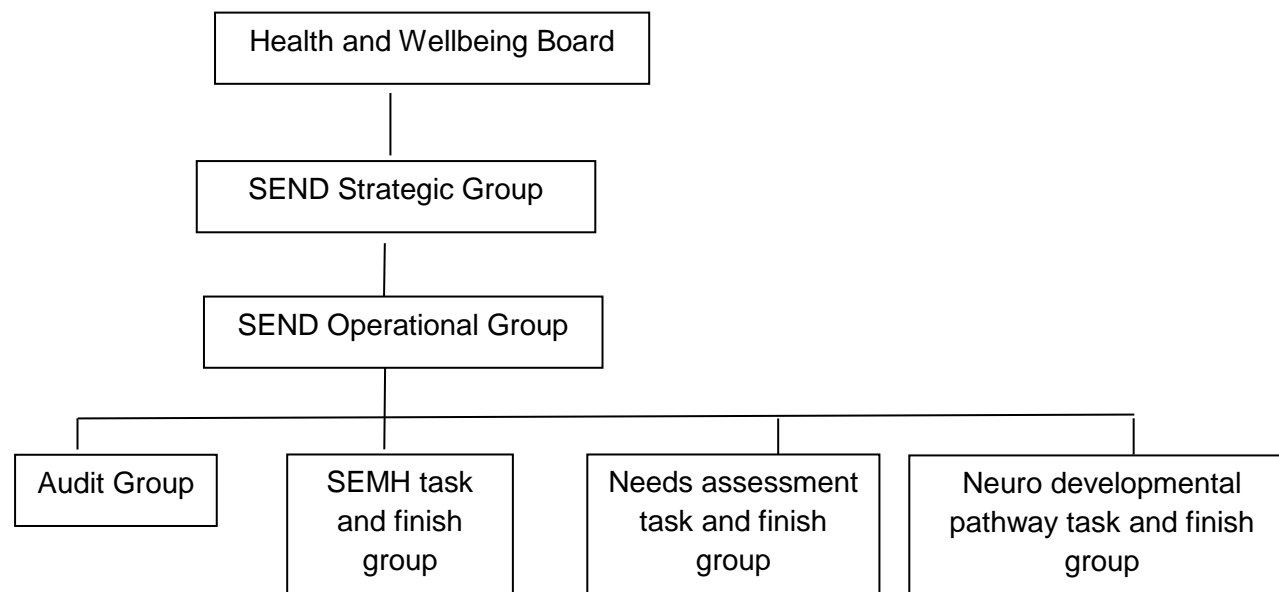 Health and Wellbeing Board
SEND Strategic Group
SEND Operational Group
Audit Group
SEMH task
and finish
group
Needs assessment
task and finish
group
Neuro developmental
pathway task and finish
group